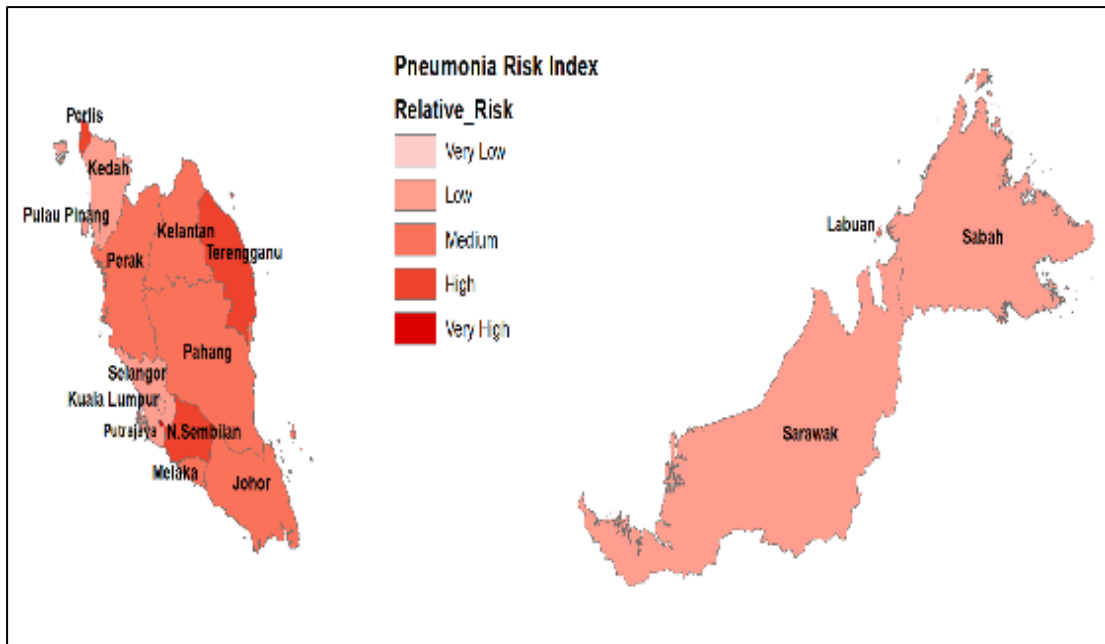 Pneumonia Risk Index
Relative_Risk
Very Low
Low
Medium
High
Very High
Perlis
Kedah
Pulau Pinang
Kelantan
Terengganu
Perak
Pahang
Selangor
Kuala Lumpur
Putrajaya
N.Sembilan
Melaka
Johor
Labuan
Sabah
Sarawak